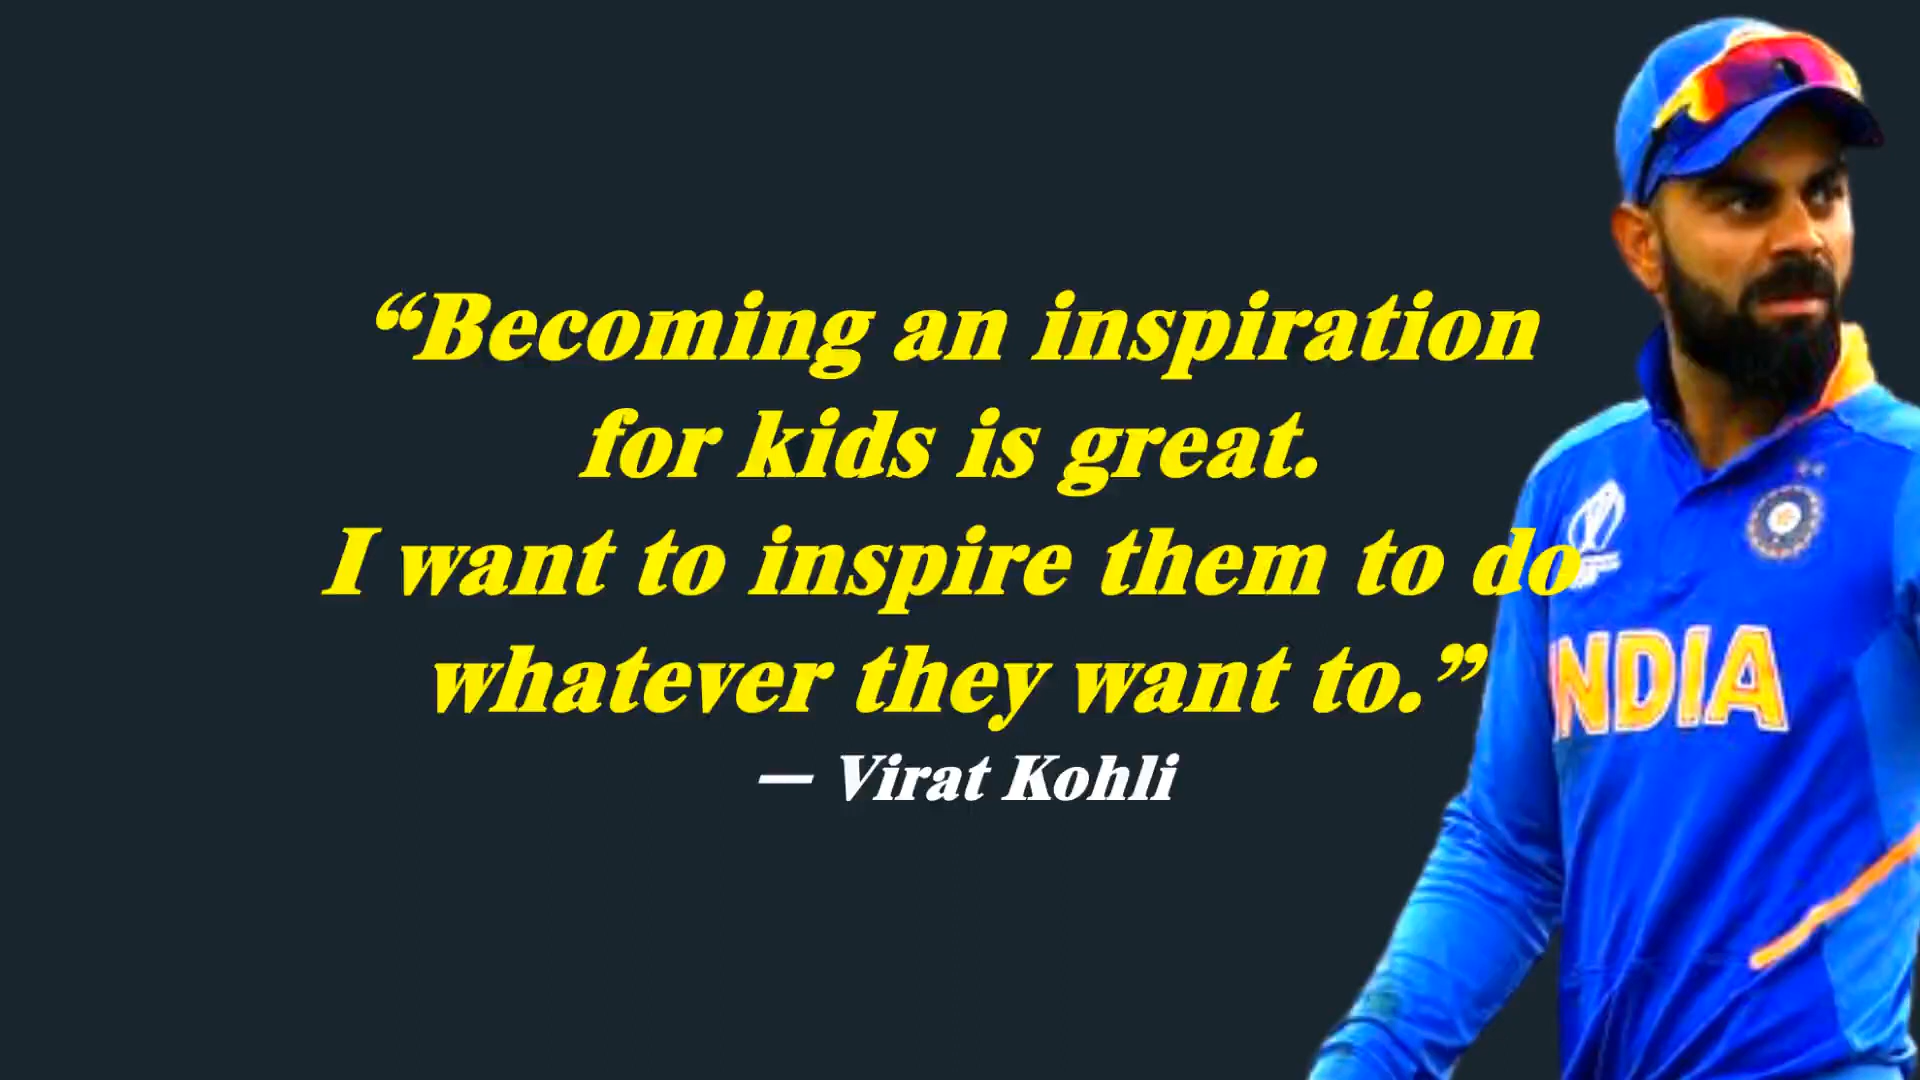 “Becoming an inspiration
for kids is great.
I want to inspire them to do
whatever they want to.”
— Virat Kohli
INDIA